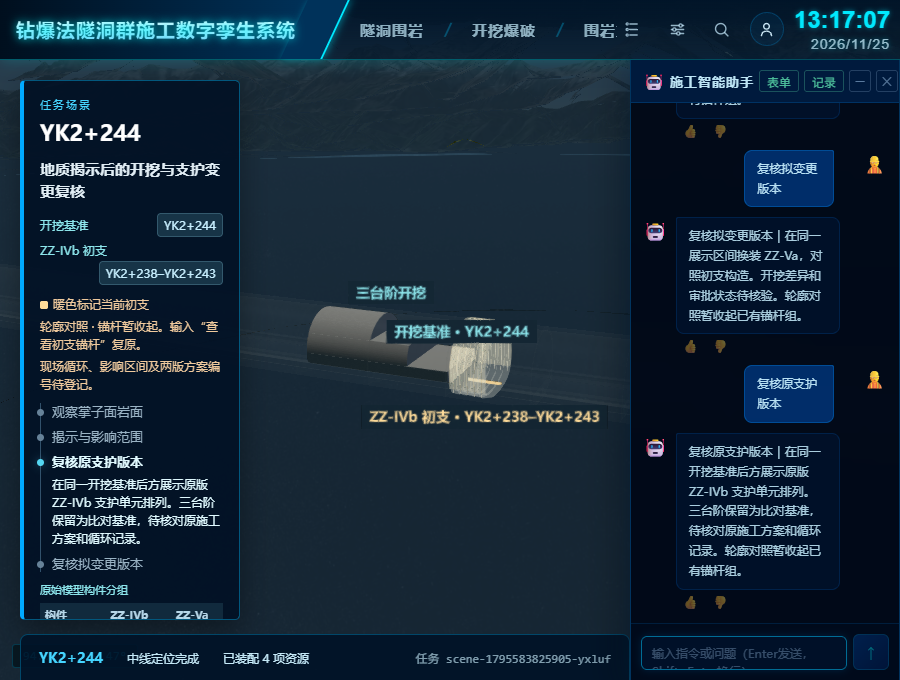 钻爆法隧洞群施工数字孪生系统
隧洞围岩 / 开挖爆破 / 围岩
13:17:07
2026/11/25
任务场景
YK2+244
地质揭示后的开挖与支护变
更复核
开挖基准 YK2+244
ZZ-IVb 初支
YK2+238—YK2+243
暖色标记当前初支
轮廓对照 · 锚杆暂收起。输入“查
看初支锚杆”复原。
现场循环、影响区间及两版方案编
号待登记。
观察掌子面岩面
揭示与影响范围
复核原支护版本
在同一开挖基准后方展示原版
ZZ-IVb 支护单元排列。三台阶
保留为比对基准，待核对原施工
方案和循环记录。
复核拟变更版本
原始模型构件分组
构件 ZZ-IVb ZZ-Va
三台阶开挖
开挖基准 · YK2+244
ZZ-IVb 初支 · YK2+238—YK2+243
YK2+244 中线定位完成 已装配 4 项资源 任务 scene-1795583825905-yxluf
施工智能助手 表单 记录
复核拟变更
版本
复核拟变更版本 | 在同一
展示区间换装 ZZ-Va，对
照初支构造。开挖差异和
审批状态待核验。轮廓对
照暂收起已有锚杆组。
复核原支护
版本
复核原支护版本 | 在同一
开挖基准后方展示原版
ZZ-IVb 支护单元排列。
三台阶保留为比对基准，
待核对原施工方案和循环
记录。轮廓对照暂收起已
有锚杆组。
输入指令或问题（Enter发送，